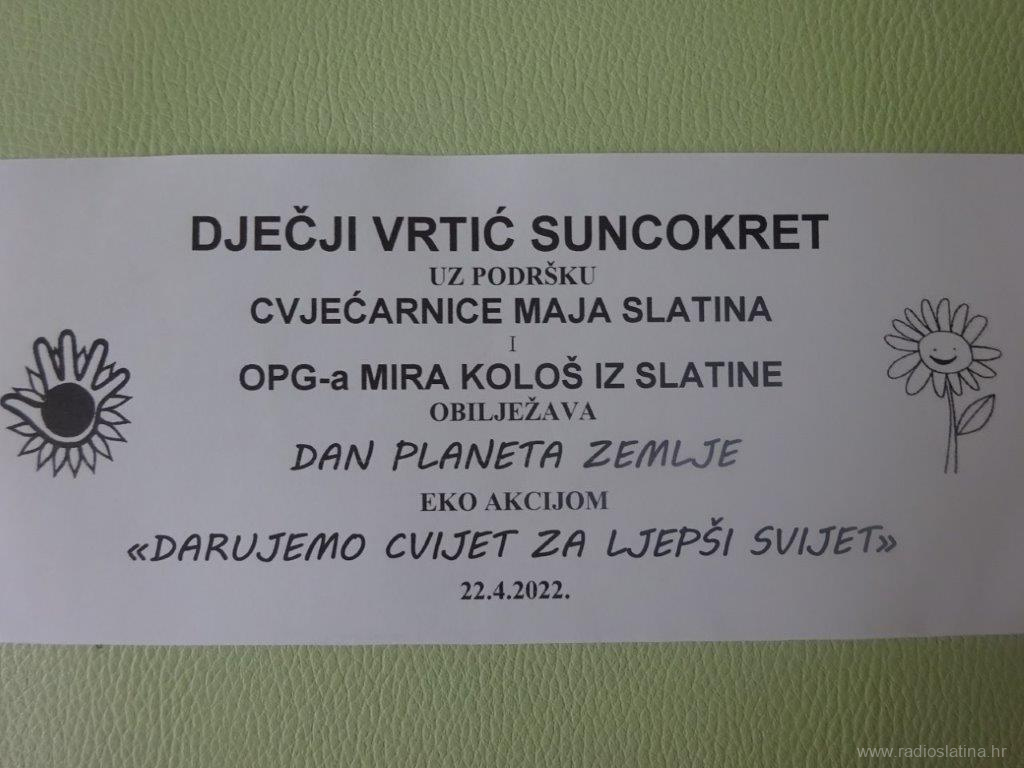 DJEČJI VRTIĆ SUNCOKRET
UZ PODRŠKU
CVJEĆARNICE MAJA SLATINA
I
OPG-a MIRA KOLOŠ IZ SLATINE
OBILJEŽAVA
DAN PLANETA ZEMLJE
EKO AKCIJOM
«DARUJEMO CVIJET ZA LJEPŠI SVIJET»
22.4.2022.
www.radioslatina.hr